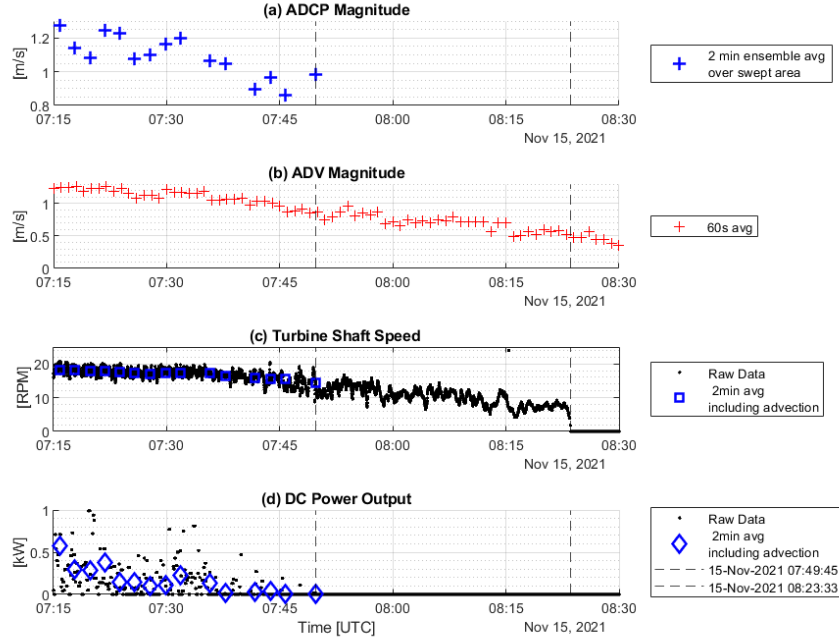 (a) ADCP Magnitude
1.2
1
0.8
[m/s]
07:15
07:30
07:45
08:00
08:15
08:30
Nov 15, 2021
2 min ensemble avg
over swept area
(b) ADV Magnitude
1
0.5
0
[m/s]
07:15
07:30
07:45
08:00
08:15
08:30
Nov 15, 2021
60s avg
(c) Turbine Shaft Speed
20
10
0
[RPM]
07:15
07:30
07:45
08:00
08:15
08:30
Nov 15, 2021
Raw Data
2min avg
including advection
(d) DC Power Output
1
0.5
0
[kW]
07:15
07:30
07:45
08:00
08:15
08:30
Time [UTC]
Nov 15, 2021
Raw Data
2min avg
including advection
15-Nov-2021 07:49:45
15-Nov-2021 08:23:33